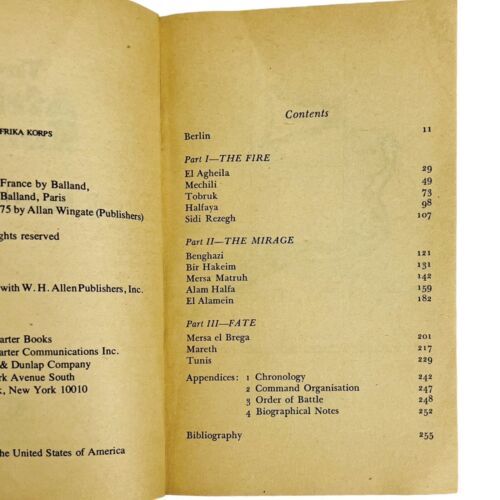 FRIKA KORPS
France by Balland,
Balland, Paris
75 by Allan Wingate (Publishers)
ghts reserved
with W. H. Allen Publishers, Inc.
arter Books
arter Communications Inc.
& Dunlap Company
rk Avenue South
k, New York 10010
the United States of America
Contents
Berlin 11
Part I—THE FIRE
El Agheila 29
Mechili 49
Tobruk 73
Halfaya 98
Sidi Rezegh 107
Part II—THE MIRAGE
Benghazi 121
Bir Hakeim 131
Mersa Matruh 142
Alam Halfa 159
El Alamein 182
Part III—FATE
Mersa el Brega 201
Mareth 217
Tunis 229
Appendices: 1 Chronology 242
2 Command Organisation 247
3 Order of Battle 248
4 Biographical Notes 252
Bibliography 255